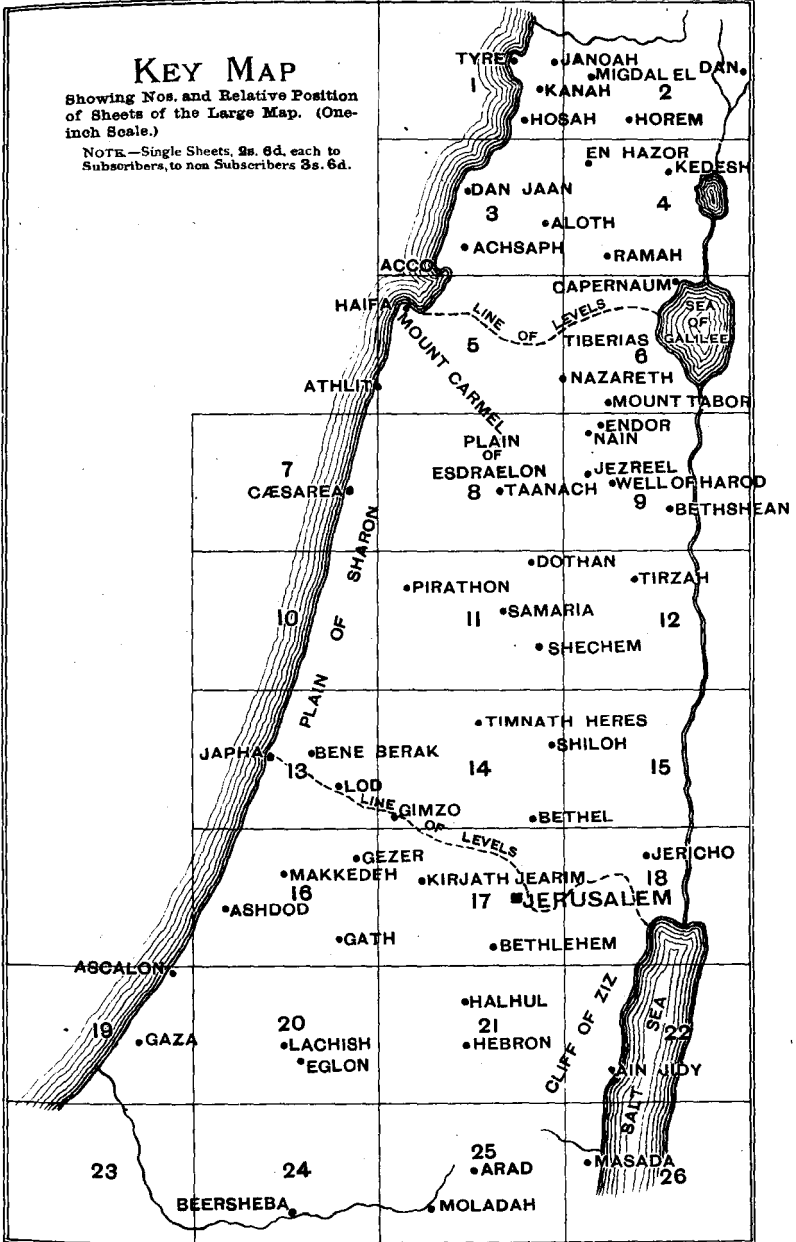 KEY MAP
Showing Nos. and Relative Position
of Sheets of the Large Map. (One-
inch Scale.)
NOTE.—Single Sheets, 2s. 6d. each to
Subscribers, to non Subscribers 3s. 6d.
TYRE
JANOAH
MIGDAL EL
DAN
1
KANAH
2
HOSAH
HOREM
EN HAZOR
KEDESH
DAN JAAN
3
4
ALOTH
ACHSAPH
RAMAH
ACCO
CAPERNAUM
HAIFA
LINE OF LEVELS
SEA
OF
GALILEE
MOUNT CARMEL
5
TIBERIAS
6
NAZARETH
ATHLIT
MOUNT TABOR
ENDOR
NAIN
PLAIN
OF
ESDRAELON
7
JEZREEL
CÆSAREA
8
TAANACH
WELL OF HAROD
9
BETHSHEAN
PLAIN OF SHARON
DOTHAN
PIRATHON
TIRZAH
10
11
SAMARIA
12
SHECHEM
TIMNATH HERES
SHILOH
JAPHA
BENE BERAK
13
14
15
LOD
LINE OF LEVELS
GIMZO
BETHEL
GEZER
JERICHO
MAKKEDEH
KIRJATH JEARIM
18
16
17
JERUSALEM
ASHDOD
GATH
BETHLEHEM
ASCALON
HALHUL
CLIFF OF ZIZ
SALT SEA
19
GAZA
20
LACHISH
EGLON
21
HEBRON
22
AIN JIDY
23
24
25
ARAD
MASADA
26
BEERSHEBA
MOLADAH